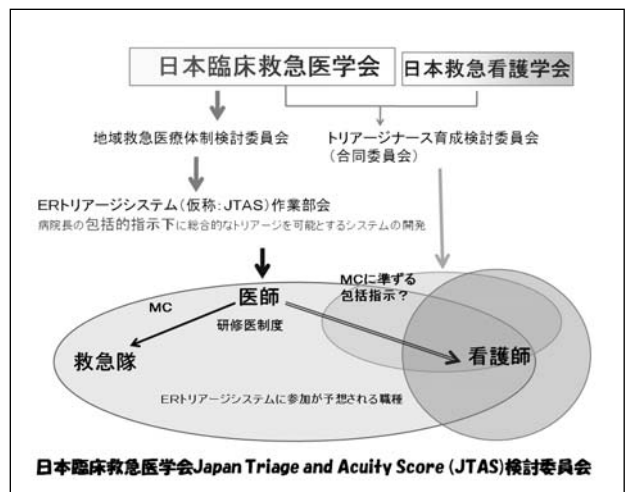 日本臨床救急医学会
日本救急看護学会
地域救急医療体制検討委員会
トリアージナース育成検討委員会
(合同委員会)
ERトリアージシステム(仮称:JTAS)作業部会
病院長の包括的指示下に総合的なトリアージを可能とするシステムの開発
MCに準ずる
包括指示?
MC
医師
研修医制度
救急隊
看護師
ERトリアージシステムに参加が予想される職種
日本臨床救急医学会Japan Triage and Acuity Score (JTAS)検討委員会